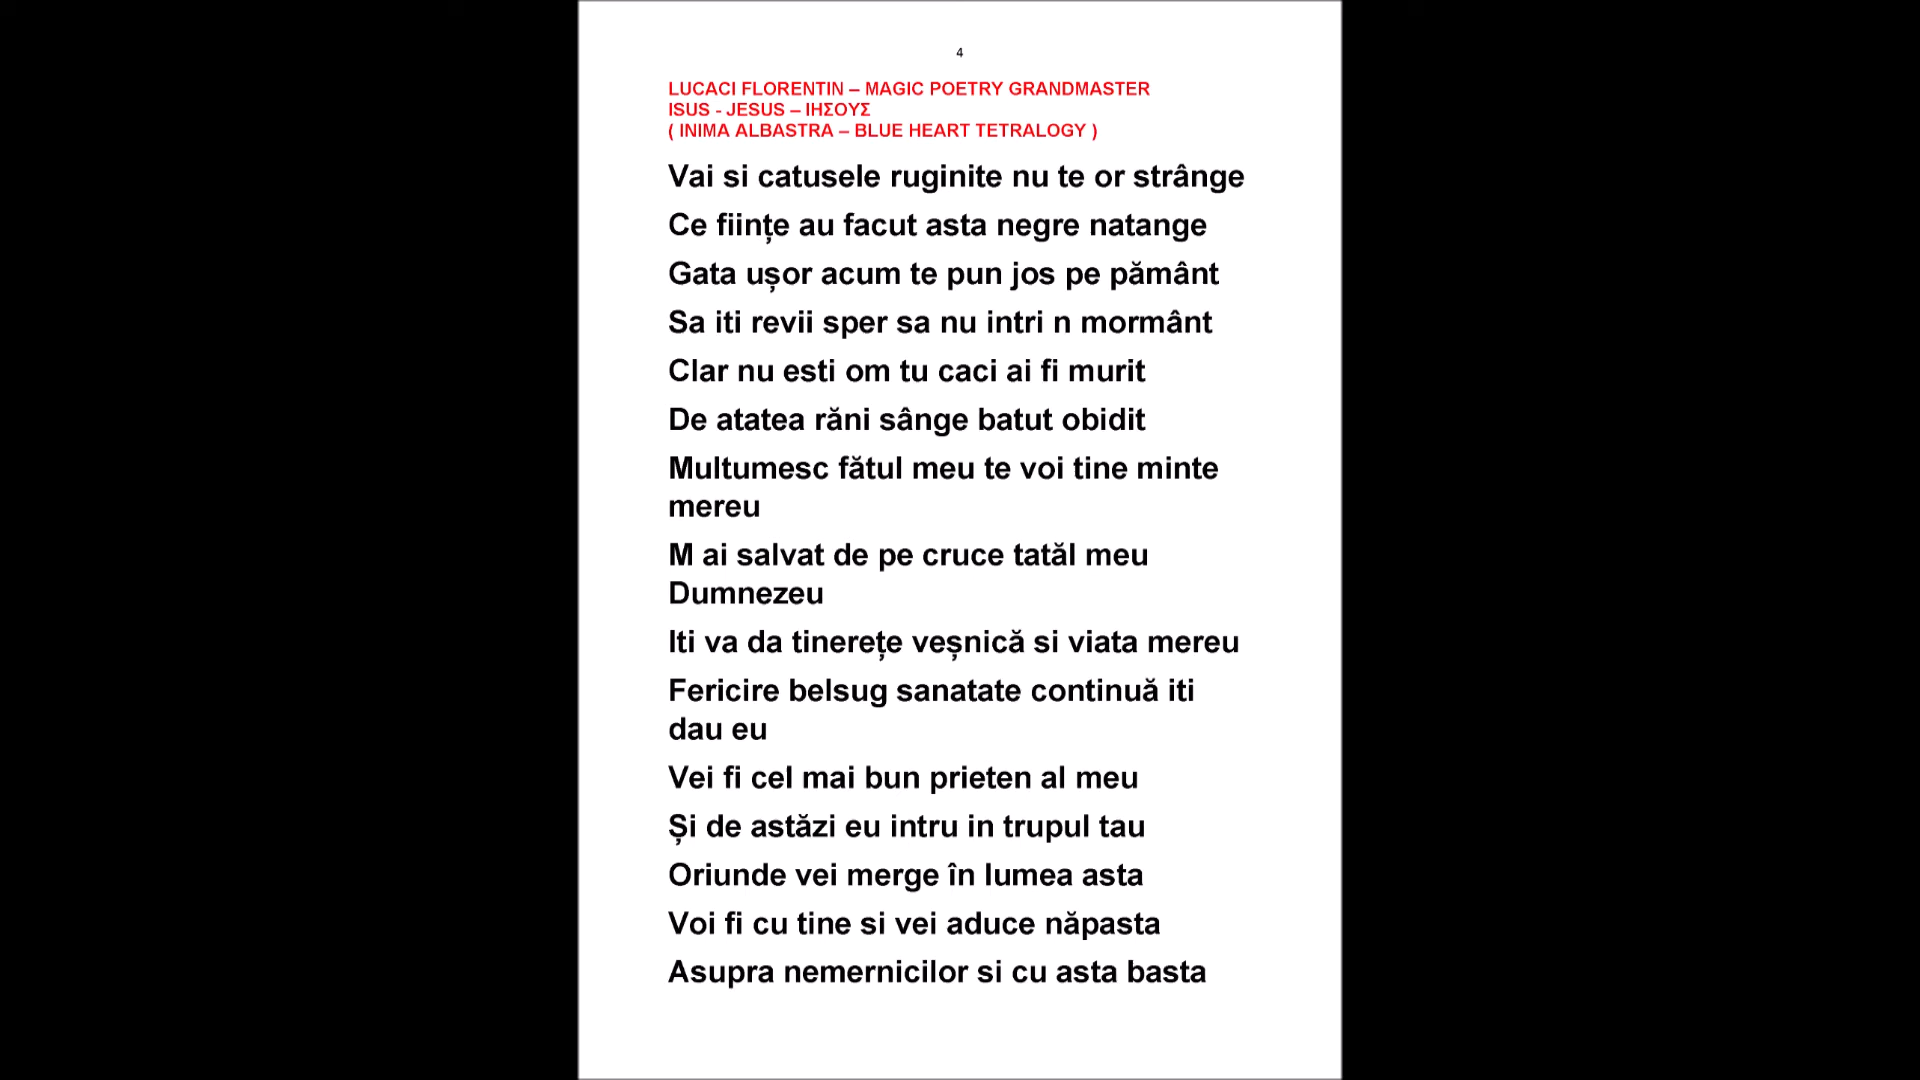 4
LUCACI FLORENTIN – MAGIC POETRY GRANDMASTER
ISUS - JESUS – ΙΗΣΟΥΣ
( INIMA ALBASTRA – BLUE HEART TETRALOGY )
Vai si catusele ruginite nu te or strânge
Ce ființe au facut asta negre natange
Gata ușor acum te pun jos pe pământ
Sa iti revii sper sa nu intri n mormânt
Clar nu esti om tu caci ai fi murit
De atatea răni sânge batut obidit
Multumesc fătul meu te voi tine minte
mereu
M ai salvat de pe cruce tatăl meu
Dumnezeu
Iti va da tinerețe veșnică si viata mereu
Fericire belsug sanatate continuă iti
dau eu
Vei fi cel mai bun prieten al meu
Și de astăzi eu intru in trupul tau
Oriunde vei merge în lumea asta
Voi fi cu tine si vei aduce năpasta
Asupra nemernicilor si cu asta basta